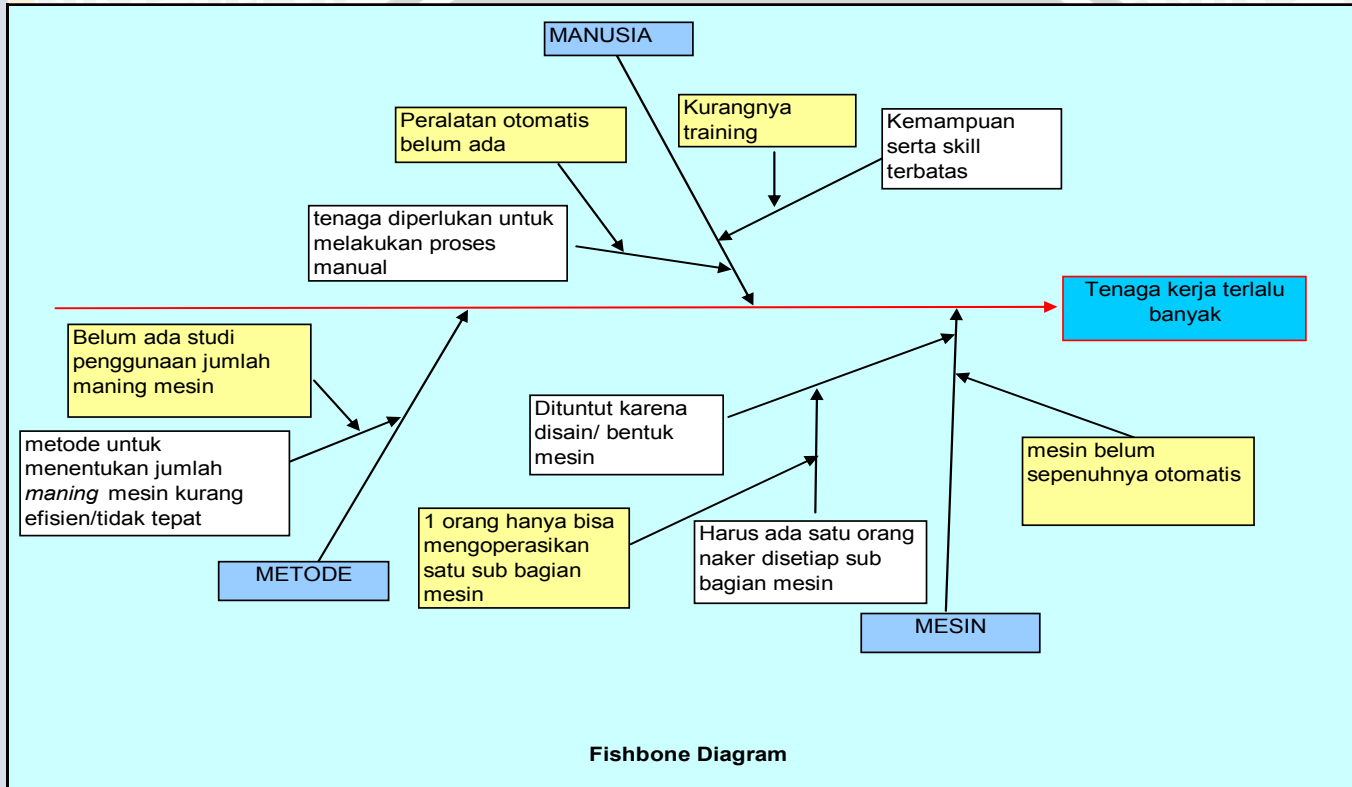 MANUSIA
Peralatan otomatis
belum ada
Kurangnya
training
Kemampuan
serta skill
terbatas
tenaga diperlukan untuk
melakukan proses
manual
Tenaga kerja terlalu
banyak
Belum ada studi
penggunaan jumlah
maning mesin
metode untuk
menentukan jumlah
maning mesin kurang
efisien/tidak tepat
METODE
Dituntut karena
disain/ bentuk
mesin
1 orang hanya bisa
mengoperasikan
satu sub bagian
mesin
Harus ada satu orang
naker disetiap sub
bagian mesin
mesin belum
sepenuhnya otomatis
MESIN
Fishbone Diagram